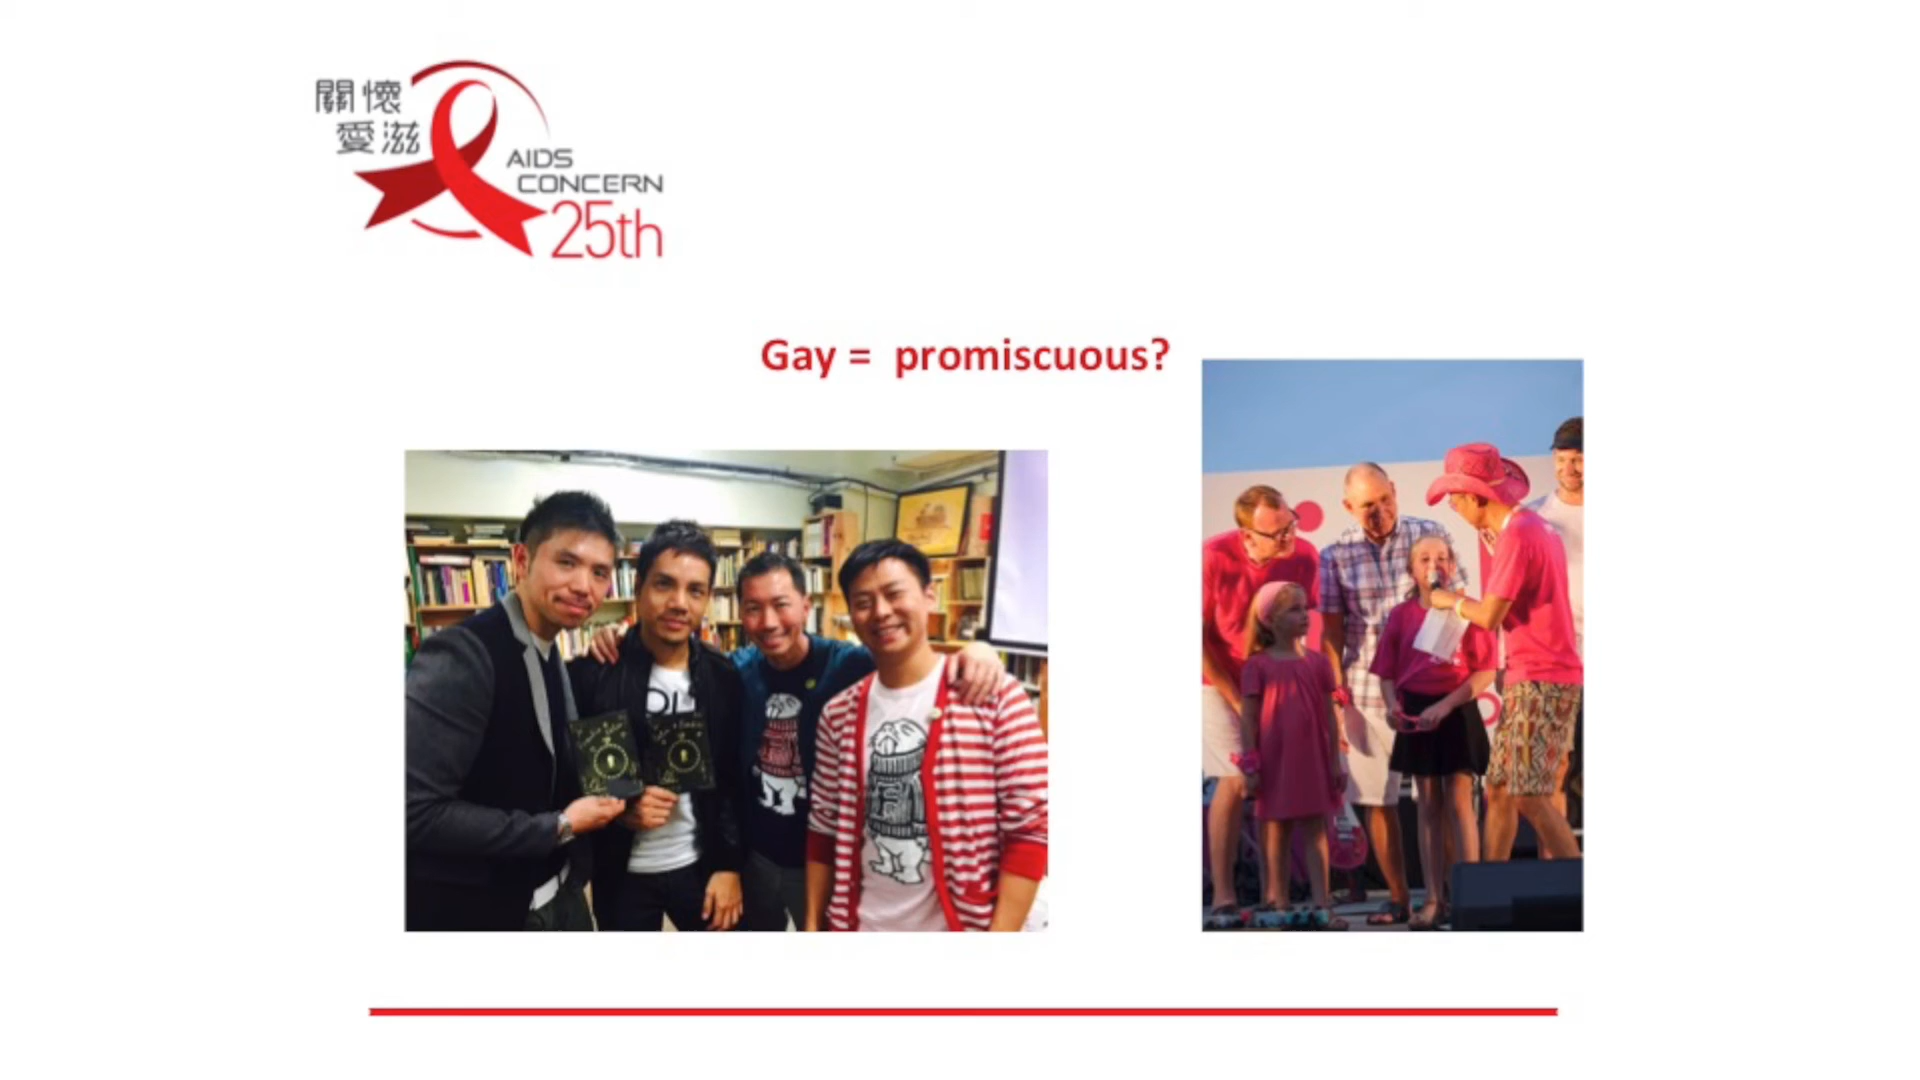 關懷
愛滋
AIDS
CONCERN
25th
Gay = promiscuous?